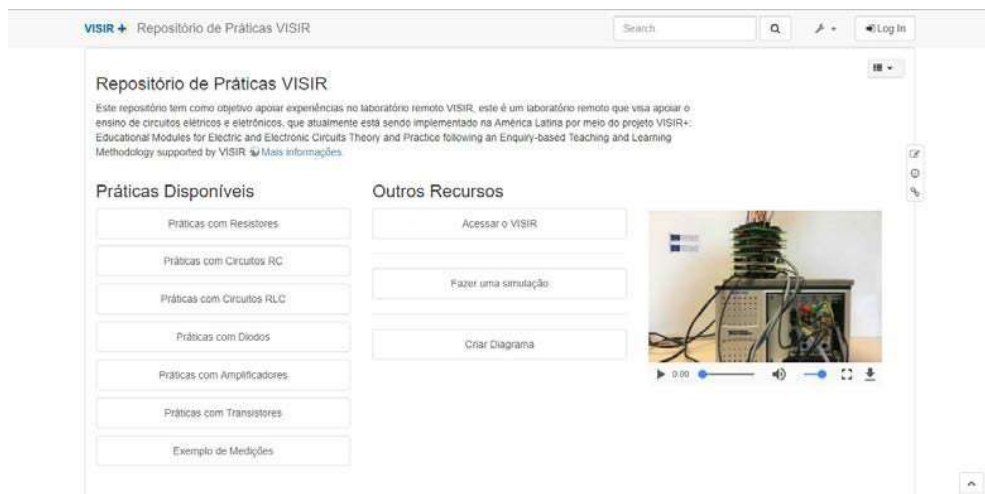 VISIR + Repositório de Práticas VISIR
Search
Log In
Repositório de Práticas VISIR
Este repositório tem como objetivo apoiar experiências no laboratório remoto VISIR, este é um laboratório remoto que visa apoiar o
ensino de circuitos elétricos e eletrônicos, que atualmente está sendo implementado na América Latina por meio do projeto VISIR+:
Educational Modules for Electric and Electronic Circuits Theory and Practice following an Enquiry-based Teaching and Learning
Methodology supported by VISIR Mais informações.
Práticas Disponíveis
Práticas com Resistores
Práticas com Circuitos RC
Práticas com Circuitos RLC
Práticas com Diodos
Práticas com Amplificadores
Práticas com Transistores
Exemplo de Medições
Outros Recursos
Acessar o VISIR
Fazer uma simulação
Criar Diagrama
0:00